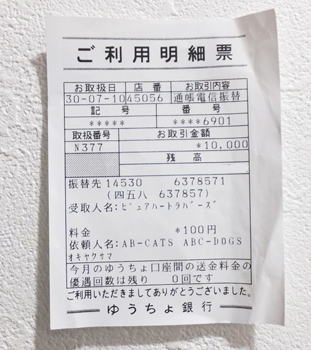 ご利用明細票
お取扱日 店番 お取引内容
30-07-10 45056 通帳電信振替
記号 番号
***** ****6901
取扱番号 お取引金額
N377 *10,000
残高
振替先 14530 6378571
(四五八 637857)
受取人名:ピュアハートラバーズ
料金 *100円
依頼人名:AB-CATS ABC-DOGS
オキヤクサマ
今月のゆうちょ口座間の送金料金の
優遇回数は残り 0回です
ご利用いただきましてありがとうございました。
ゆうちょ銀行